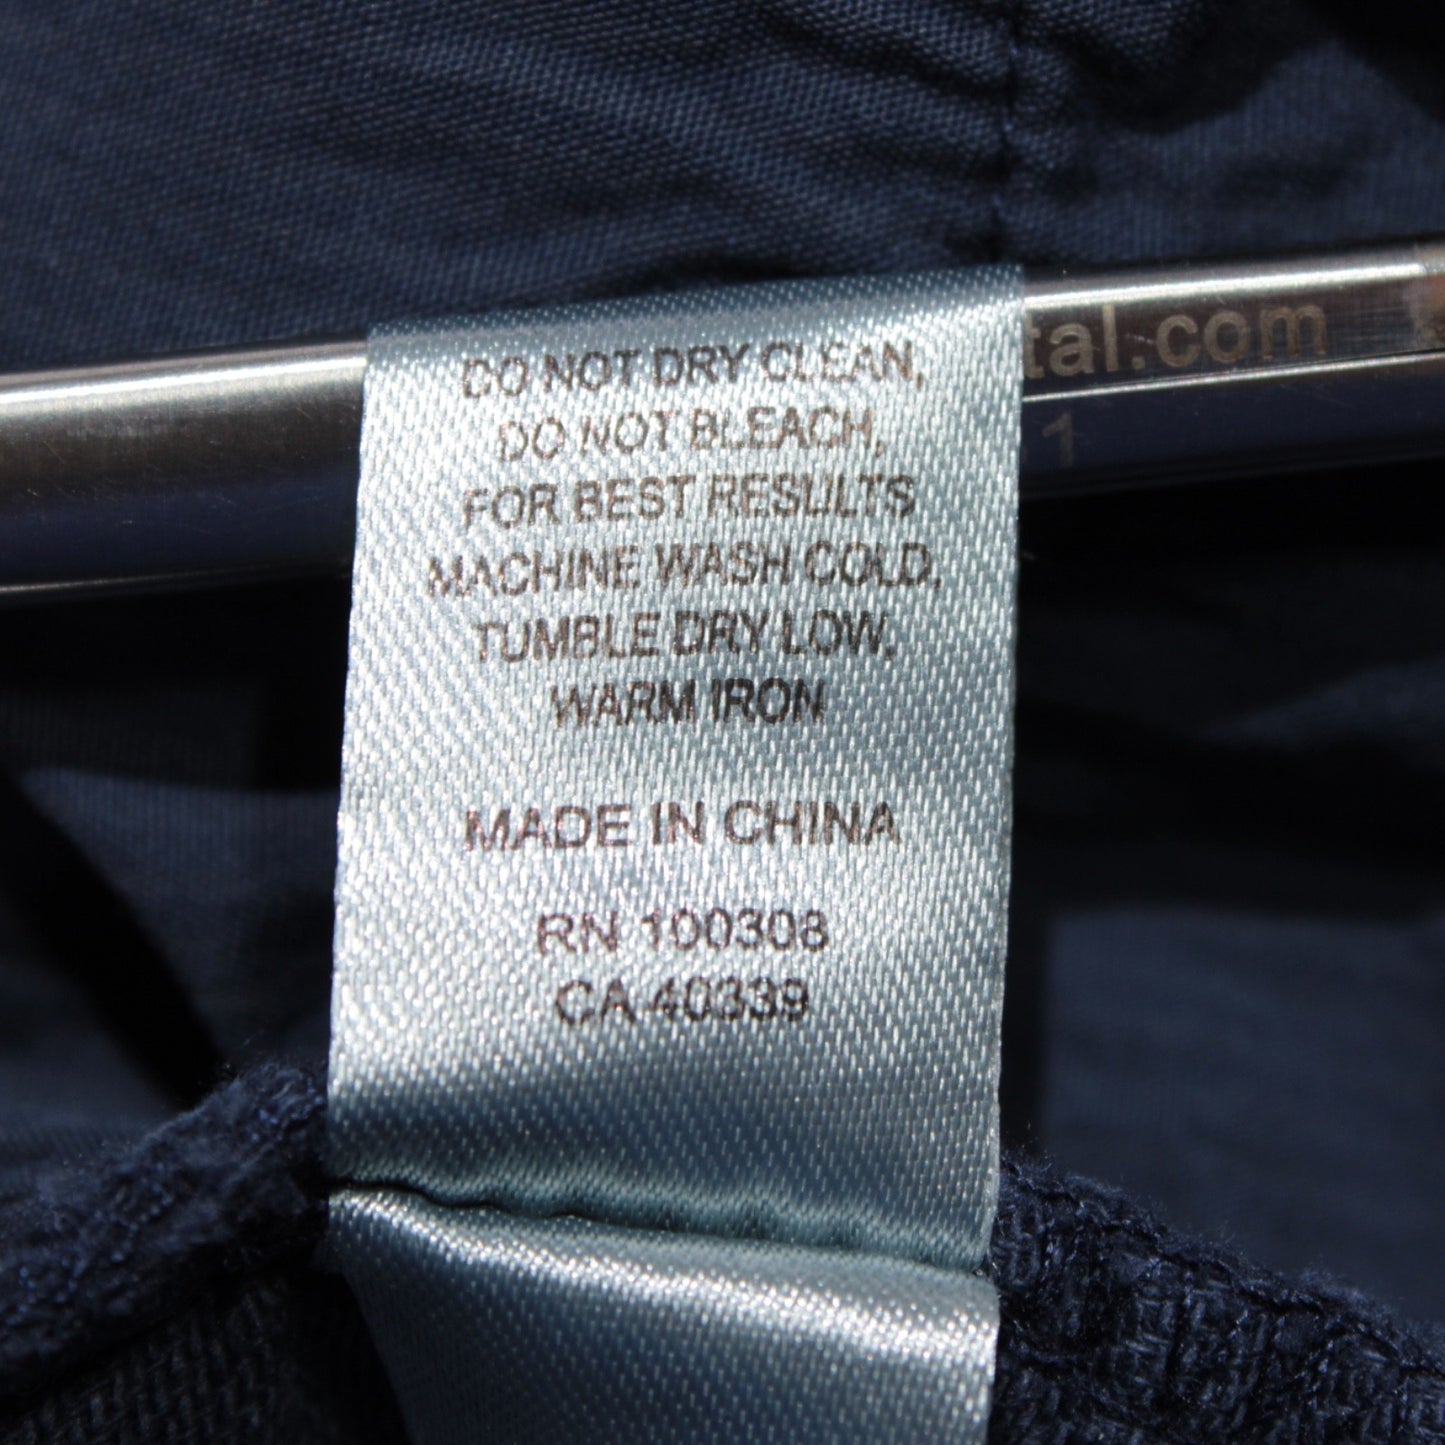 DO NOT DRY CLEAN,
DO NOT BLEACH,
FOR BEST RESULTS
MACHINE WASH COLD,
TUMBLE DRY LOW,
WARM IRON
MADE IN CHINA
RN 100308
CA 40339
tal.com
1